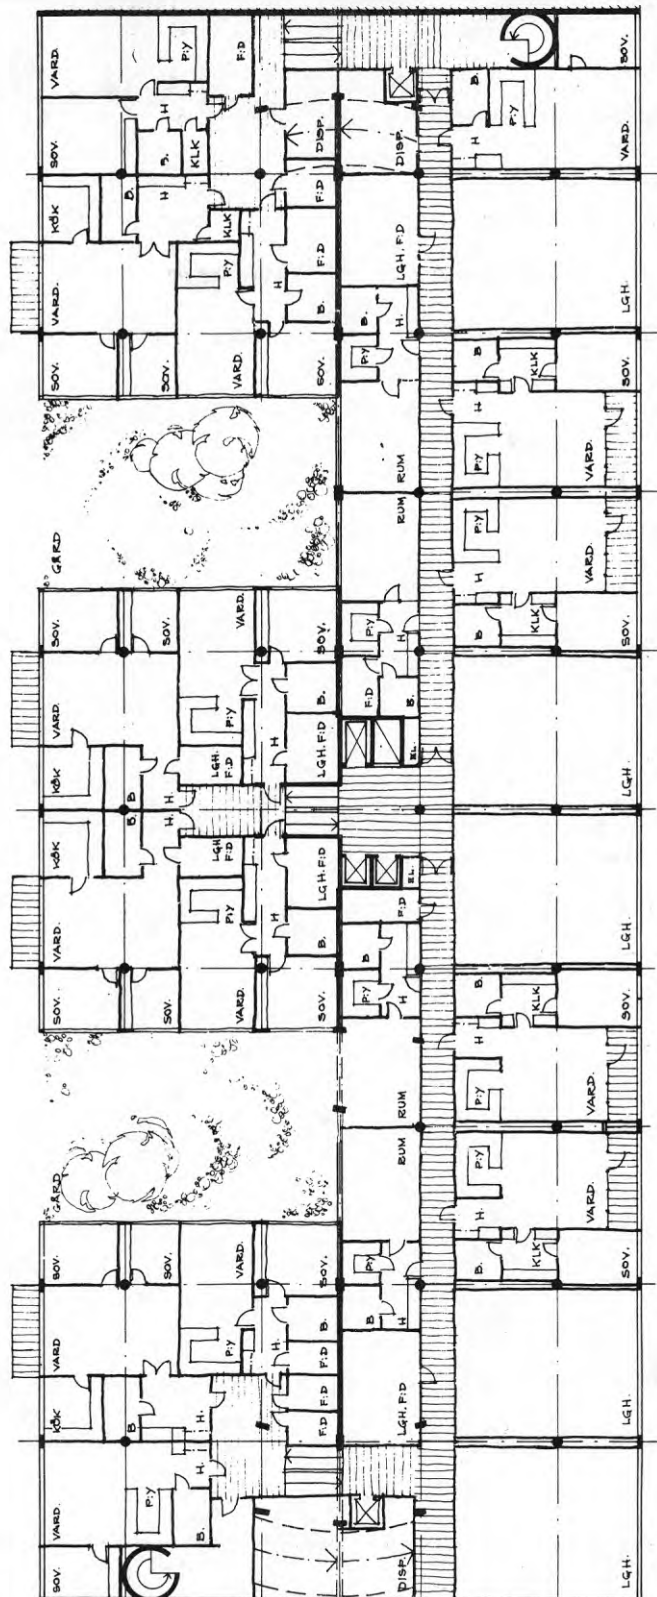 VARD.
P:Y
F:D
SOV.
B.
P:Y
VARD.
H
DISP.
DISP.
H
SOV.
S.
KLK
KÖK
B.
H
F:D
LGH. F:D
KLK
P:Y
F:D
H
B.
VARD.
B.
H.
LGH.
SOV.
SOV.
VARD.
SOV.
P:Y
B
KLK
SOV.
H
RUM
P:Y
VARD.
GÅRD
RUM
P:Y
VARD.
H
SOV.
SOV.
VARD.
SOV.
P:Y
H
B
KLK
SOV.
VARD.
P:Y
B.
F:D
B.
KÖK
LGH.
F:D
H
LGH. F:D
EL.
B
H.
LGH.
B.
H.
KÖK
LGH
F:D
LGH. F:D
EL.
VARD.
P:Y
H
B.
F:D
B
LGH.
SOV.
SOV.
VARD.
SOV.
P:Y
H
B.
KLK
SOV.
H
RUM
P:Y
VARD.
GÅRD
RUM
P:Y
VARD.
H.
SOV.
SOV.
VARD.
SOV.
P:Y
B.
KLK
SOV.
VARD
P:Y
H.
B.
B
H
F:D
KÖK
B
H.
F:D
F:D
LGH. F:D
LGH.
H.
VARD.
P:Y
B.
SOV.
DISP.
LGH.